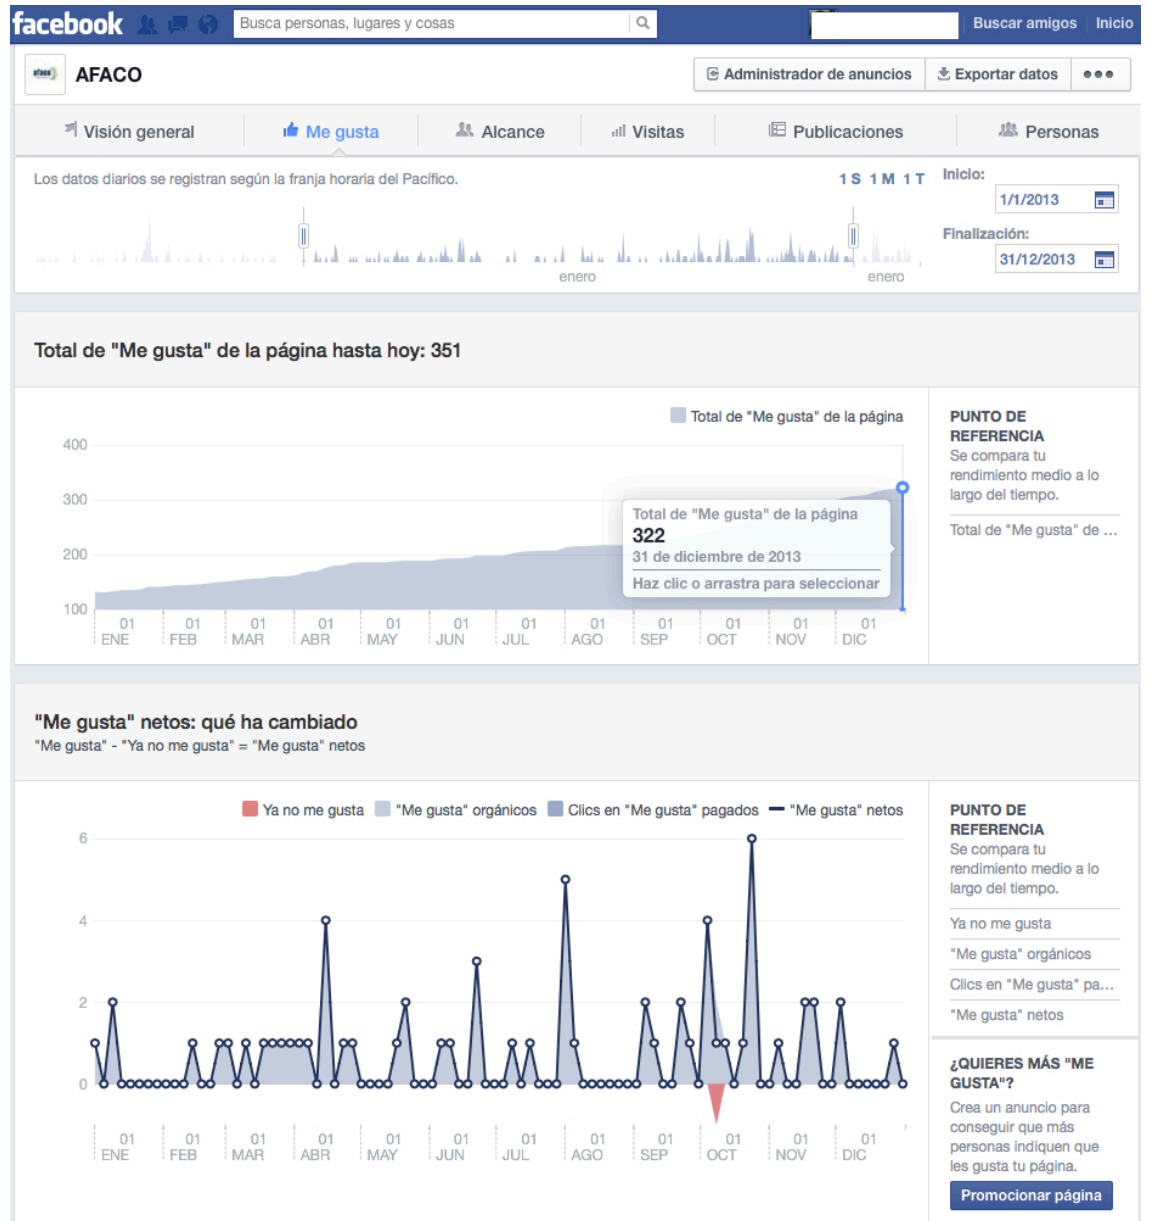 facebook
Busca personas, lugares y cosas
Buscar amigos
Inicio
AFACO
Administrador de anuncios
Exportar datos
Visión general
Me gusta
Alcance
Visitas
Publicaciones
Personas
Los datos diarios se registran según la franja horaria del Pacífico.
1 S 1 M 1 T
Inicio:
1/1/2013
Finalización:
31/12/2013
enero
enero
Total de "Me gusta" de la página hasta hoy: 351
Total de "Me gusta" de la página
400
300
200
100
Total de "Me gusta" de la página
322
31 de diciembre de 2013
Haz clic o arrastra para seleccionar
01 01 01 01 01 01 01 01 01 01 01 01
ENE FEB MAR ABR MAY JUN JUL AGO SEP OCT NOV DIC
PUNTO DE
REFERENCIA
Se compara tu
rendimiento medio a lo
largo del tiempo.
Total de "Me gusta" de ...
"Me gusta" netos: qué ha cambiado
"Me gusta" - "Ya no me gusta" = "Me gusta" netos
Ya no me gusta "Me gusta" orgánicos Clics en "Me gusta" pagados "Me gusta" netos
6
4
2
0
01 01 01 01 01 01 01 01 01 01 01 01
ENE FEB MAR ABR MAY JUN JUL AGO SEP OCT NOV DIC
PUNTO DE
REFERENCIA
Se compara tu
rendimiento medio a lo
largo del tiempo.
Ya no me gusta
"Me gusta" orgánicos
Clics en "Me gusta" pa...
"Me gusta" netos
¿QUIERES MÁS "ME
GUSTA"?
Crea un anuncio para
conseguir que más
personas indiquen que
les gusta tu página.
Promocionar página